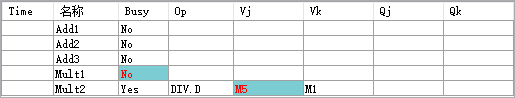 Time 名称 Busy Op Vj Vk Qj Qk
Add1 No
Add2 No
Add3 No
Mult1 No
Mult2 Yes DIV.D M5 M1